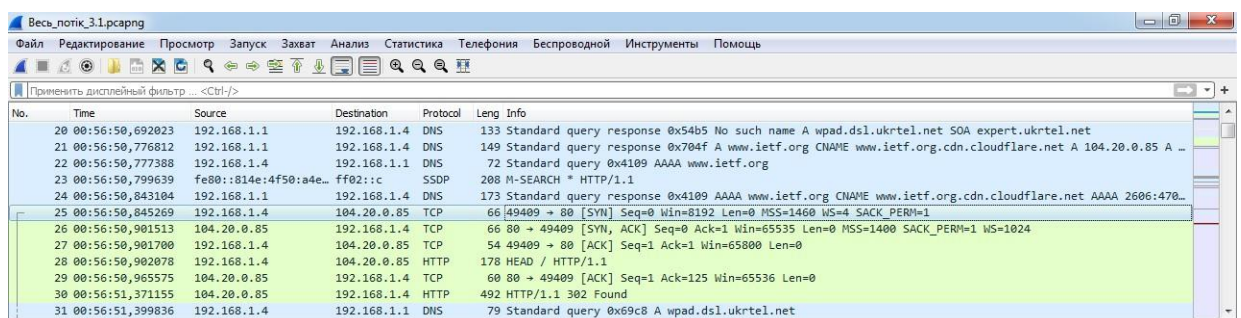 Весь_потік_3.1.pcapng
Файл Редактирование Просмотр Запуск Захват Анализ Статистика Телефония Беспроводной Инструменты Помощь
Применить дисплейный фильтр ... <Ctrl-/>
No. Time Source Destination Protocol Leng Info
20 00:56:50,692023 192.168.1.1 192.168.1.4 DNS 133 Standard query response 0x54b5 No such name A wpad.dsl.ukrtel.net SOA expert.ukrtel.net
21 00:56:50,776812 192.168.1.1 192.168.1.4 DNS 149 Standard query response 0x704f A www.ietf.org CNAME www.ietf.org.cdn.cloudflare.net A 104.20.0.85 A …
22 00:56:50,777388 192.168.1.4 192.168.1.1 DNS 72 Standard query 0x4109 AAAA www.ietf.org
23 00:56:50,799639 fe80::814e:4f50:a4e… ff02::c SSDP 208 M-SEARCH * HTTP/1.1
24 00:56:50,843104 192.168.1.1 192.168.1.4 DNS 173 Standard query response 0x4109 AAAA www.ietf.org CNAME www.ietf.org.cdn.cloudflare.net AAAA 2606:470…
25 00:56:50,845269 192.168.1.4 104.20.0.85 TCP 66 49409 → 80 [SYN] Seq=0 Win=8192 Len=0 MSS=1460 WS=4 SACK_PERM=1
26 00:56:50,901513 104.20.0.85 192.168.1.4 TCP 66 80 → 49409 [SYN, ACK] Seq=0 Ack=1 Win=65535 Len=0 MSS=1400 SACK_PERM=1 WS=1024
27 00:56:50,901700 192.168.1.4 104.20.0.85 TCP 54 49409 → 80 [ACK] Seq=1 Ack=1 Win=65800 Len=0
28 00:56:50,902078 192.168.1.4 104.20.0.85 HTTP 178 HEAD / HTTP/1.1
29 00:56:50,965575 104.20.0.85 192.168.1.4 TCP 60 80 → 49409 [ACK] Seq=1 Ack=125 Win=65536 Len=0
30 00:56:51,371155 104.20.0.85 192.168.1.4 HTTP 492 HTTP/1.1 302 Found
31 00:56:51,399836 192.168.1.4 192.168.1.1 DNS 79 Standard query 0x69c8 A wpad.dsl.ukrtel.net